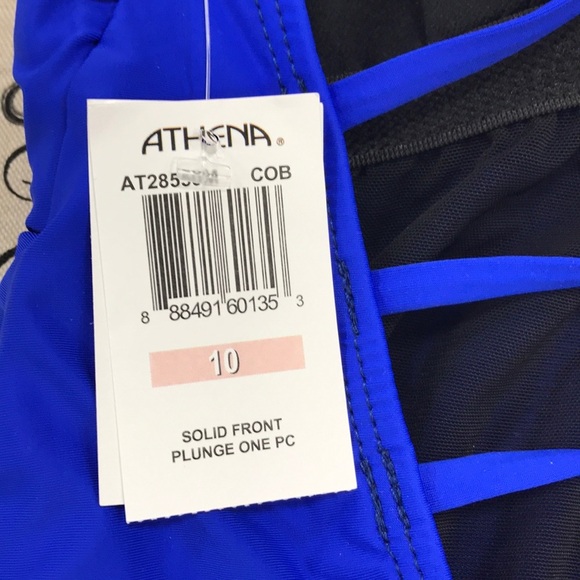 ATHENA®
COB
8 88491 60135 3
10
SOLID FRONT
PLUNGE ONE PC